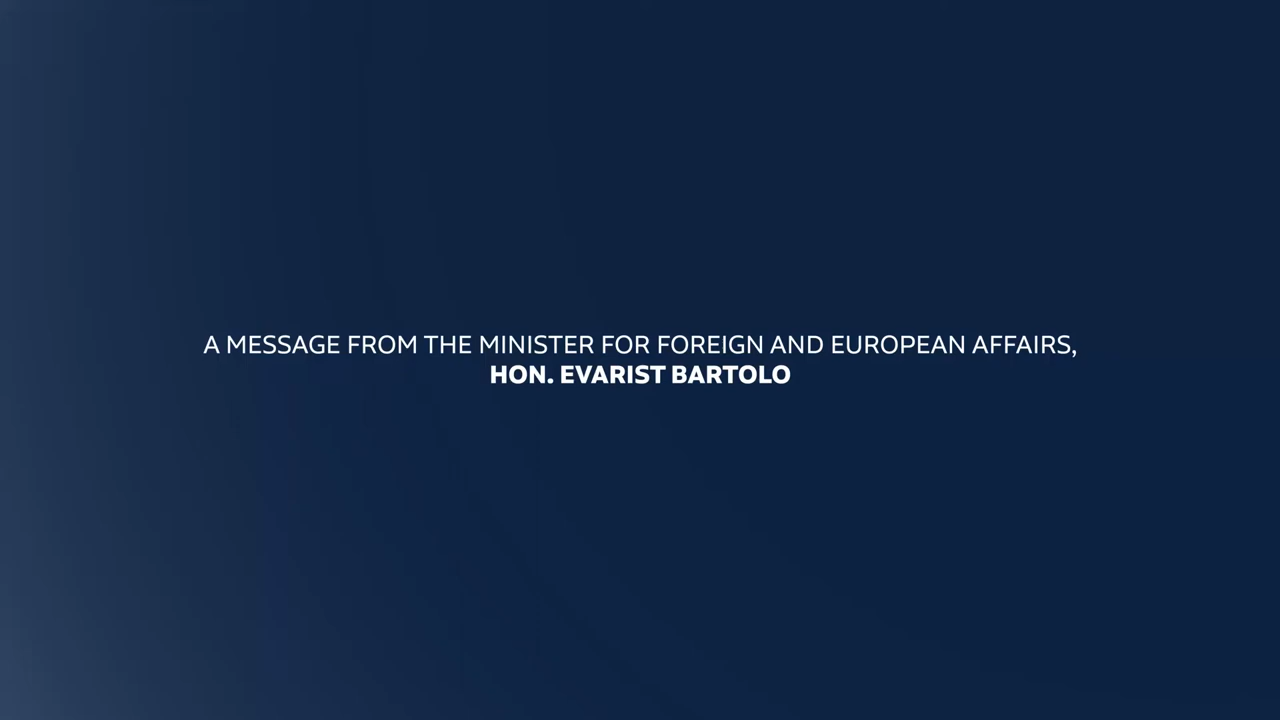 A MESSAGE FROM THE MINISTER FOR FOREIGN AND EUROPEAN AFFAIRS,
HON. EVARIST BARTOLO